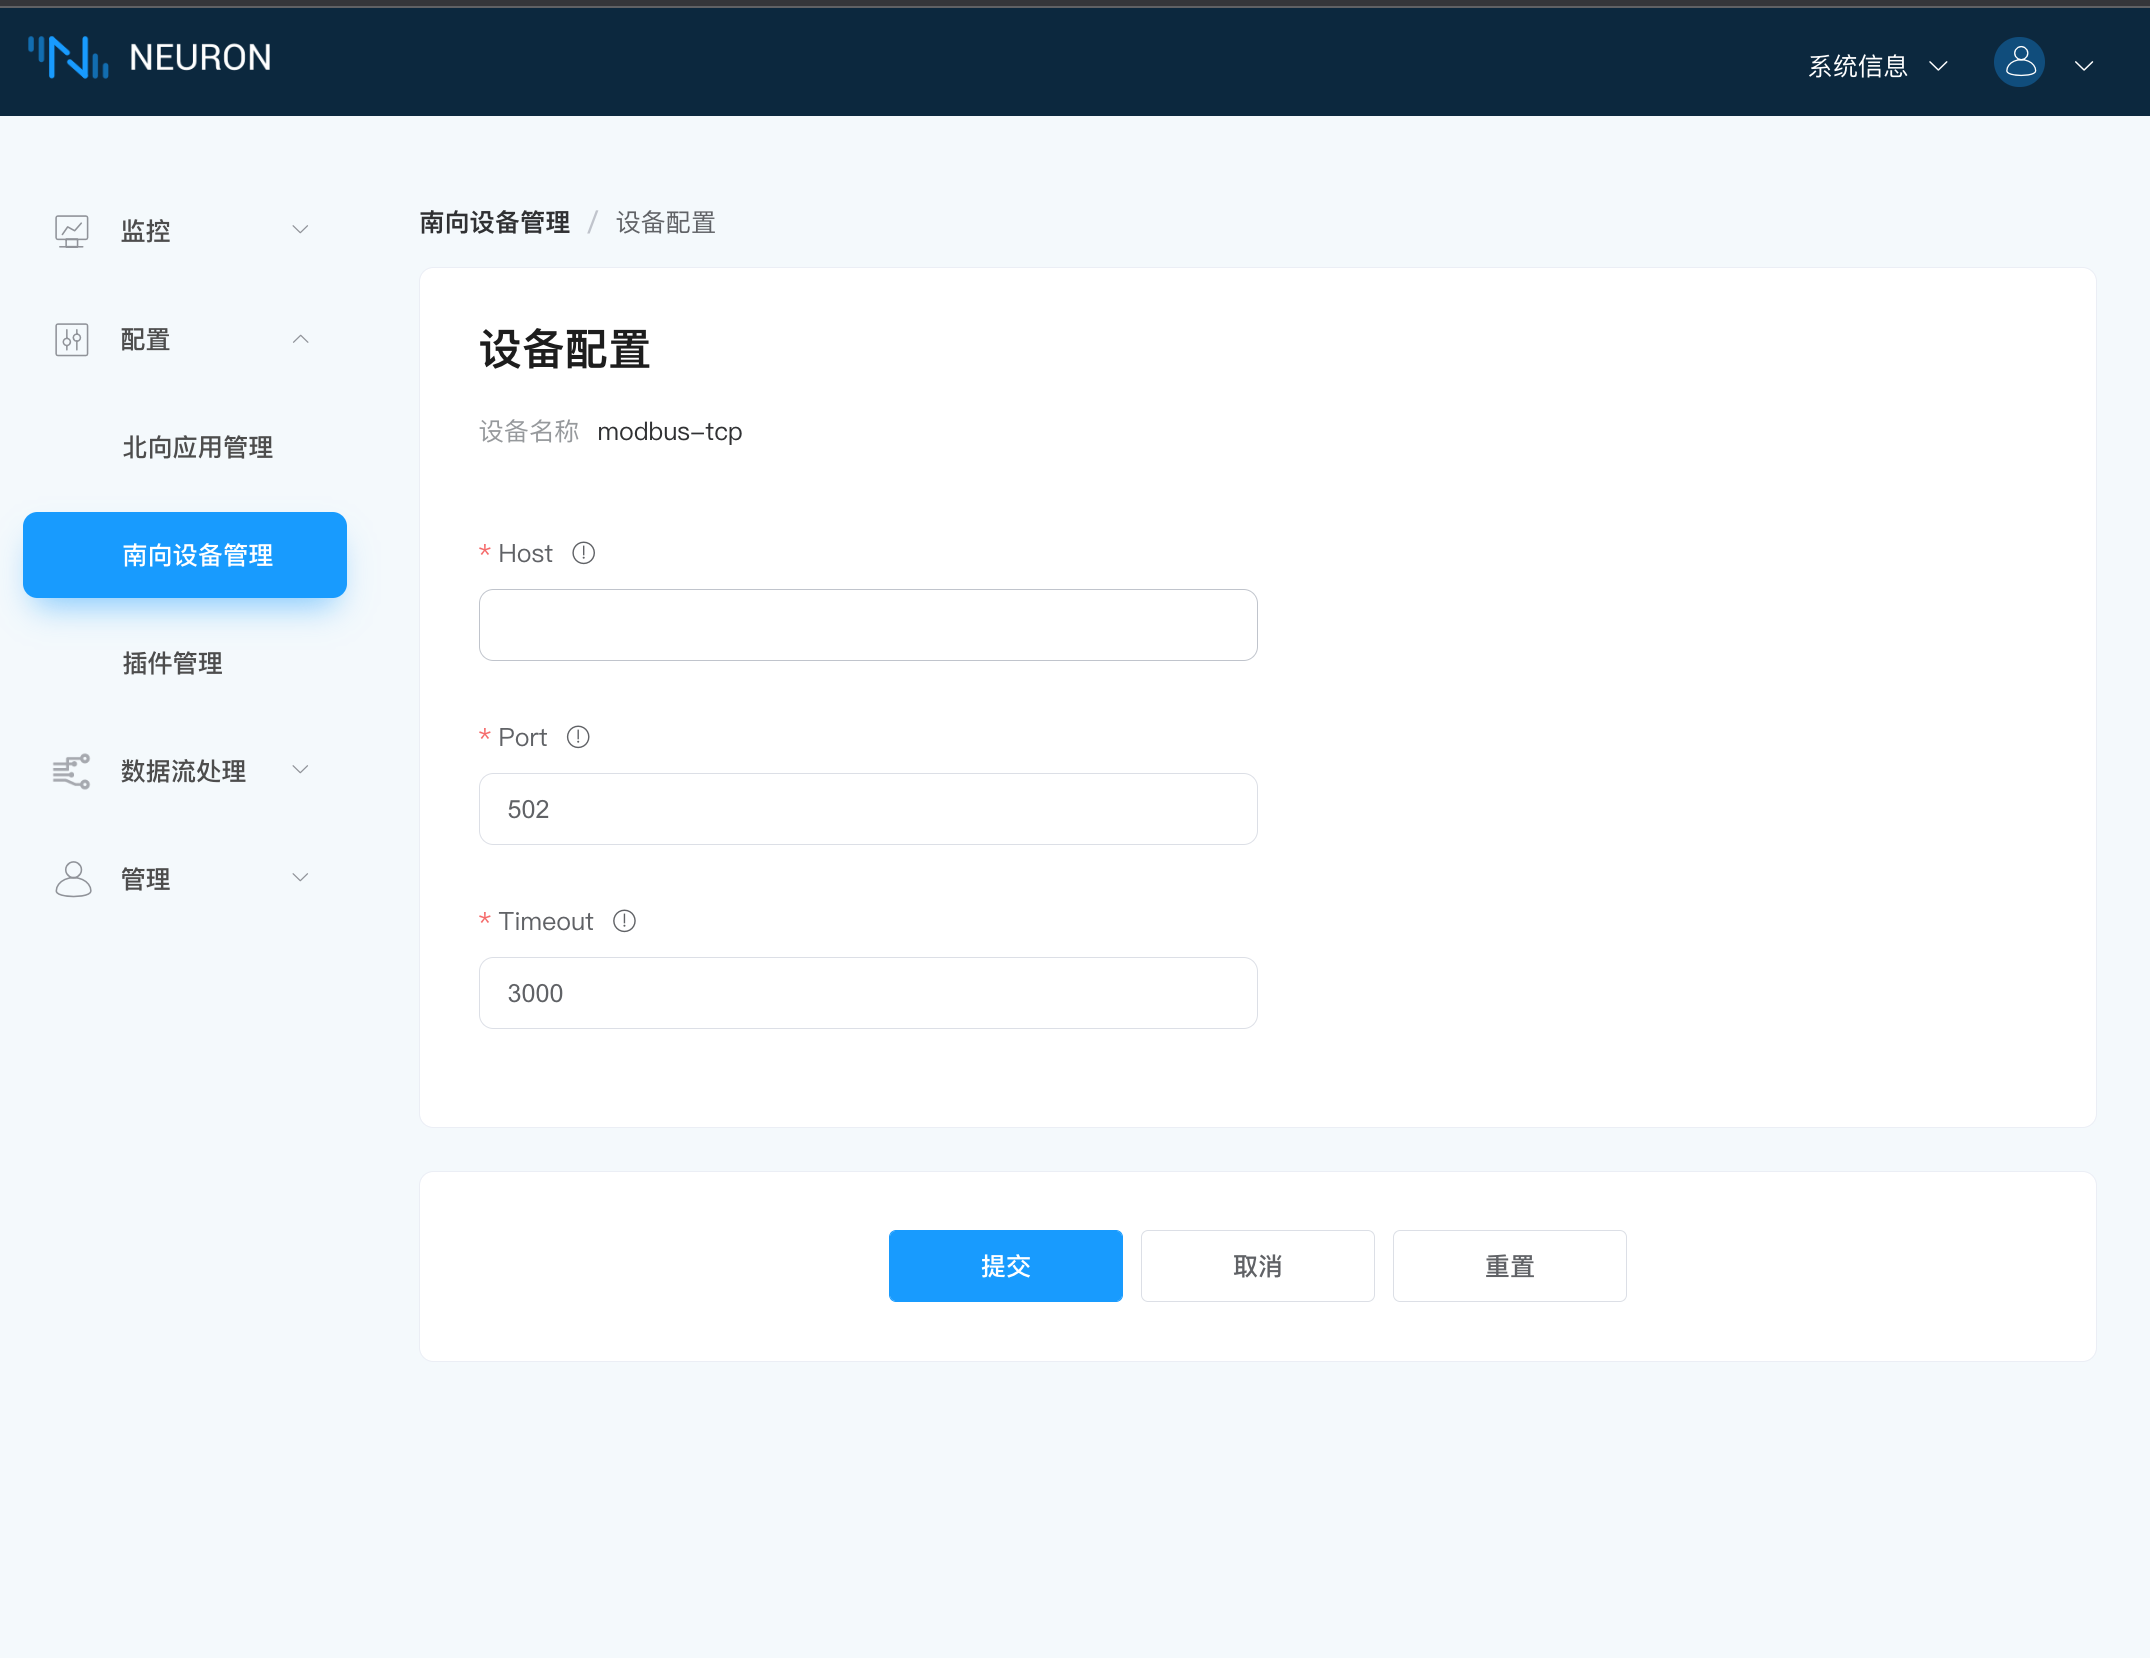 NEURON
系统信息
监控
配置
北向应用管理
南向设备管理
插件管理
数据流处理
管理
南向设备管理 / 设备配置
设备配置
设备名称 modbus-tcp
* Host
* Port
502
* Timeout
3000
提交
取消
重置